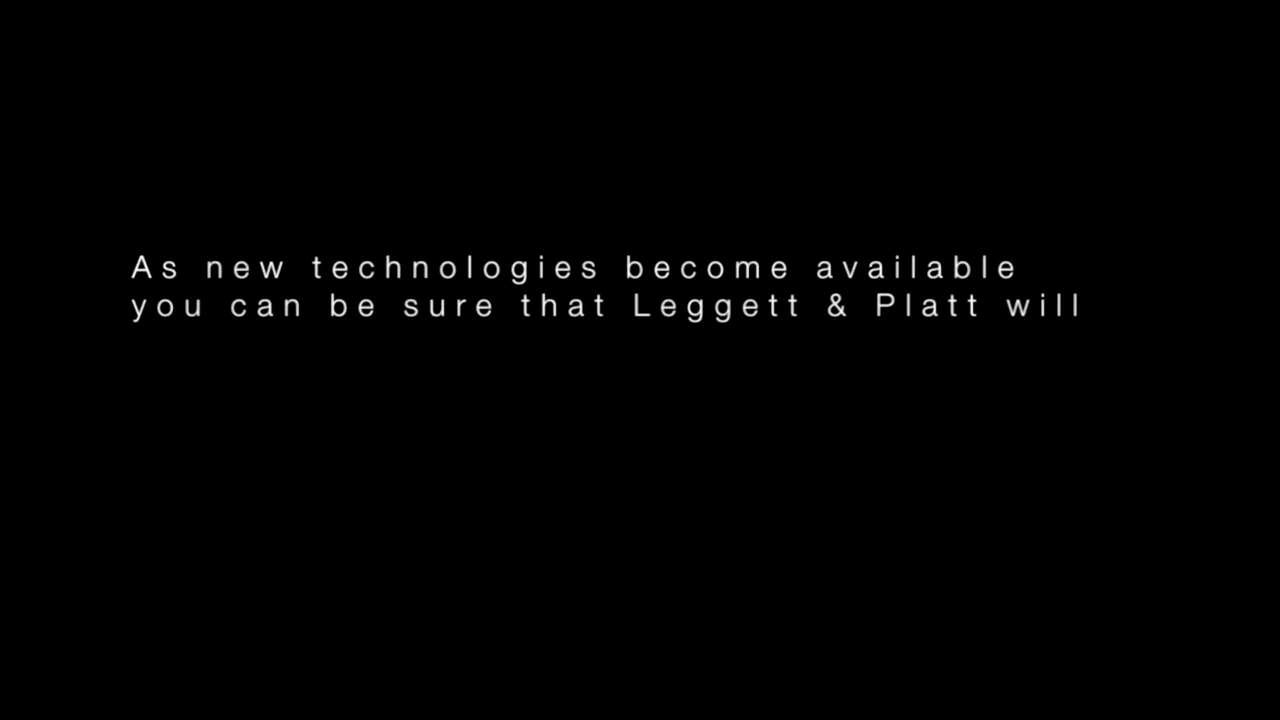 As new technologies become available
you can be sure that Leggett & Platt will